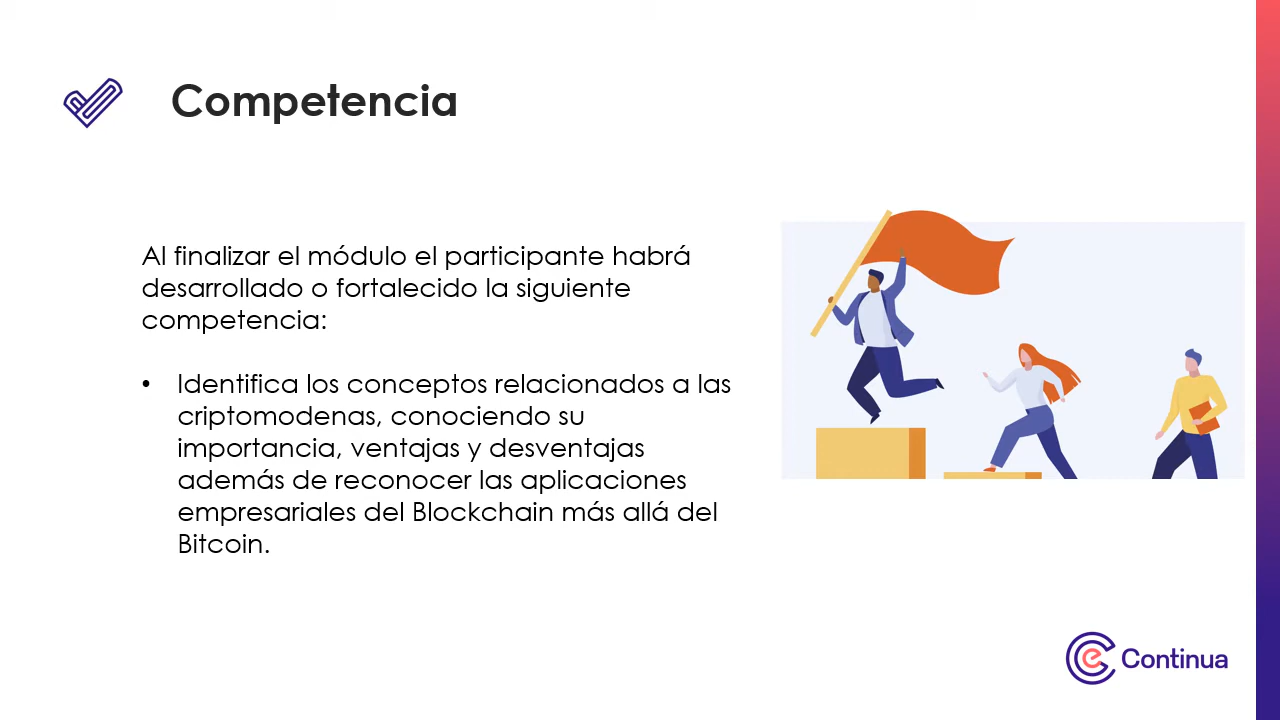 Competencia
Al finalizar el módulo el participante habrá
desarrollado o fortalecido la siguiente
competencia:
• Identifica los conceptos relacionados a las
criptomodenas, conociendo su
importancia, ventajas y desventajas
además de reconocer las aplicaciones
empresariales del Blockchain más allá del
Bitcoin.
e Continua